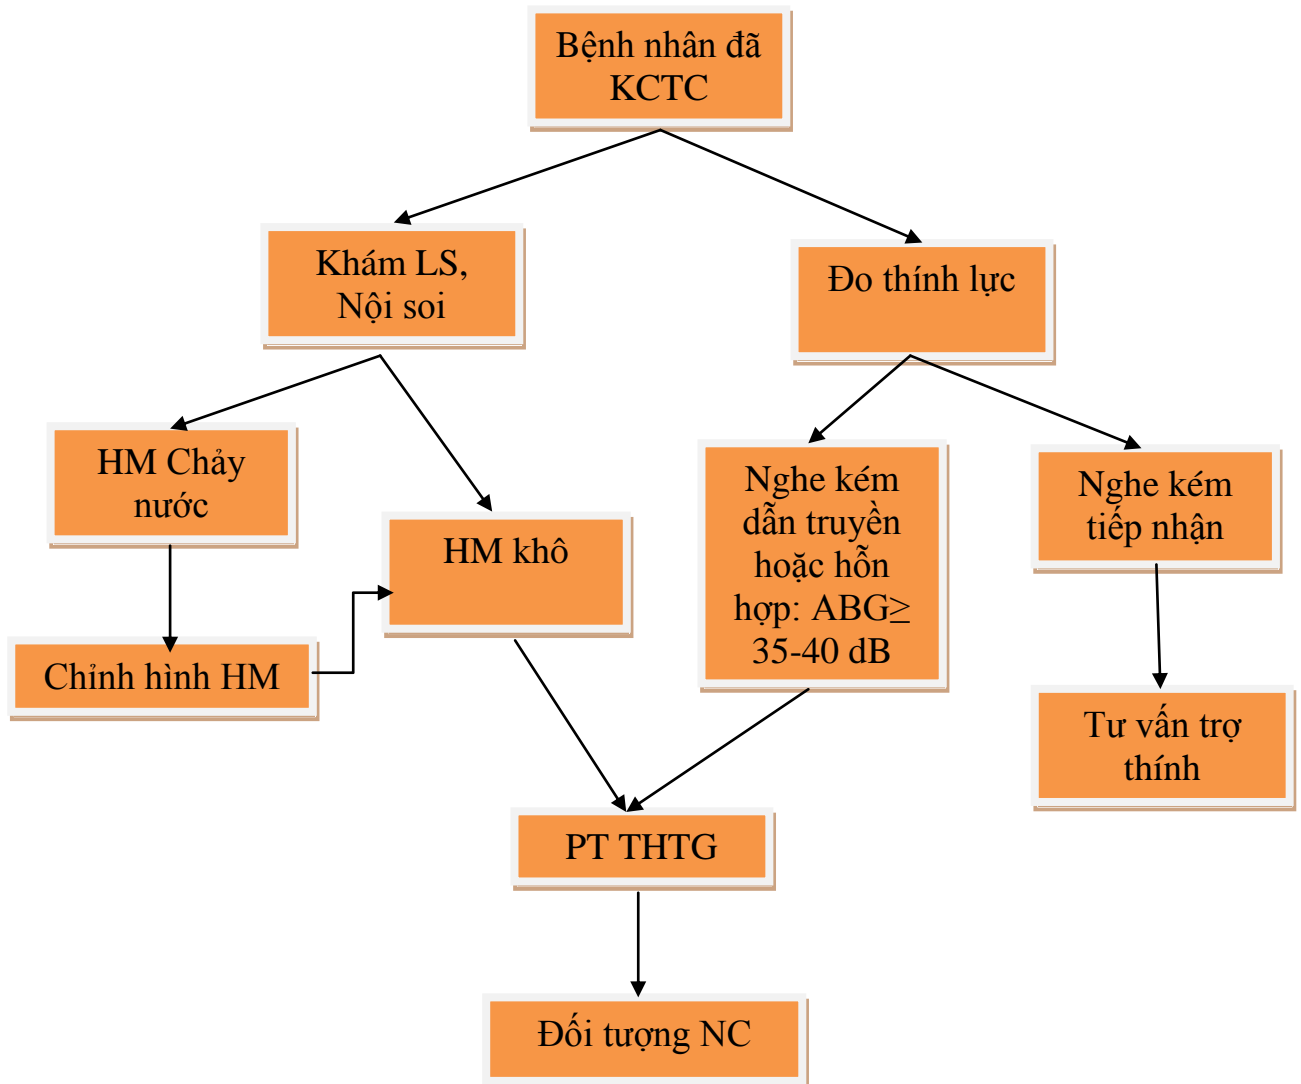 Bệnh nhân đã
KCTC
Khám LS,
Nội soi
Đo thính lực
HM Chảy
nước
HM khô
Nghe kém
dẫn truyền
hoặc hỗn
hợp: ABG≥
35-40 dB
Nghe kém
tiếp nhận
Chỉnh hình HM
Tư vấn trợ
thính
PT THTG
Đối tượng NC